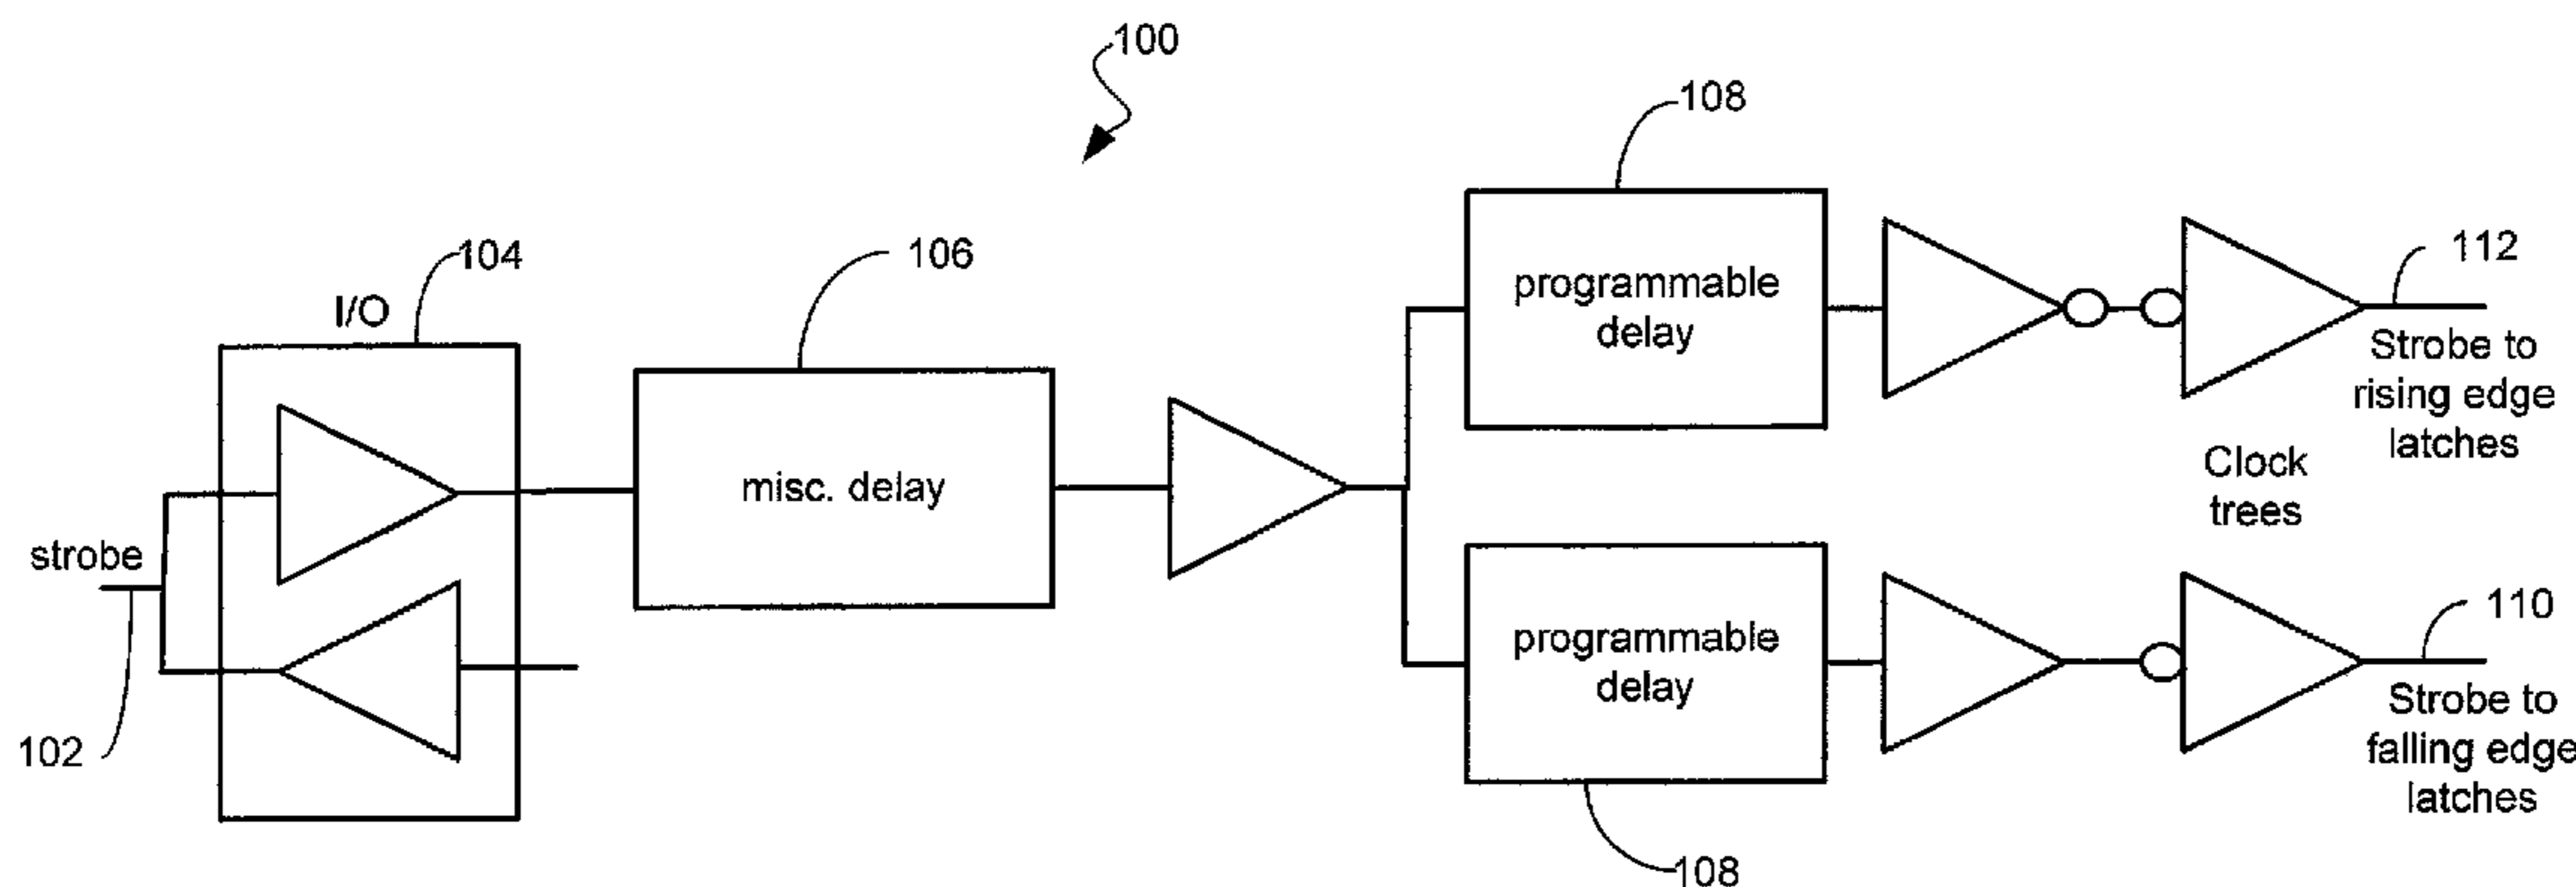 100
108
104
106
112
I/O
programmable
delay
Strobe to
rising edge
latches
misc. delay
Clock
trees
strobe
programmable
delay
110
Strobe to
falling edge
latches
102
108